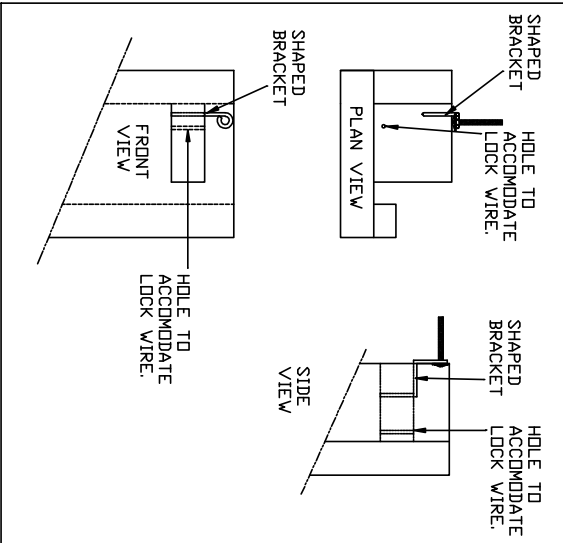 SHAPED
BRACKET
HOLE TO
ACCOMODATE
LOCK WIRE.
PLAN VIEW
SHAPED
BRACKET
HOLE TO
ACCOMODATE
LOCK WIRE.
SIDE
VIEW
SHAPED
BRACKET
FRONT
VIEW
HOLE TO
ACCOMODATE
LOCK WIRE.